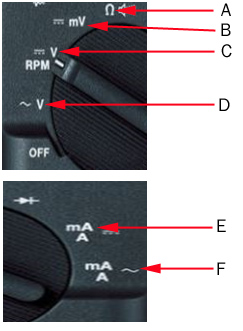 Ω A
⎓ mV B
⎓ V C
RPM
~ V D
OFF
mA
A ⎓ E
mA
A ~ F